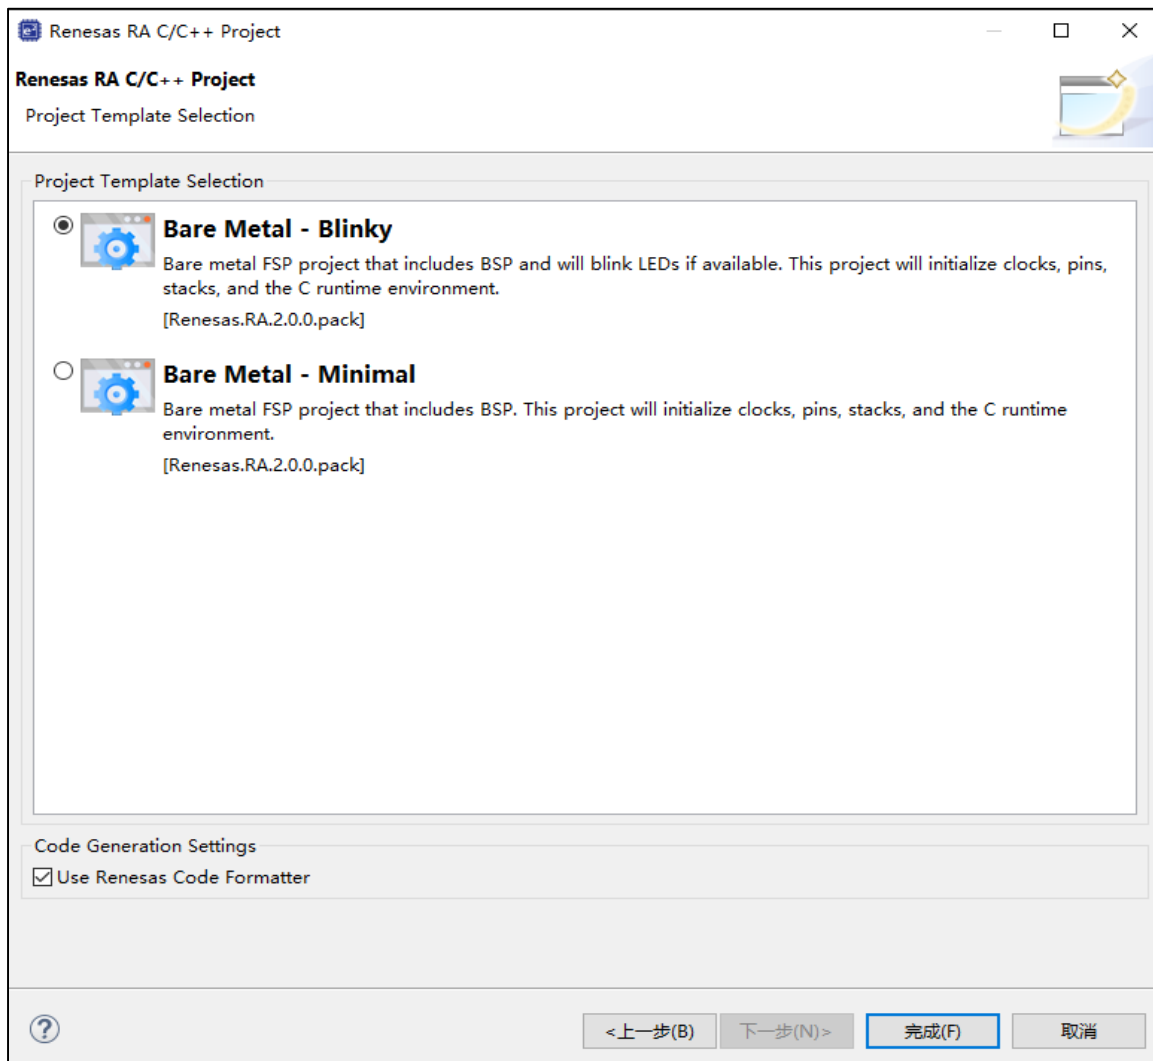 Renesas RA C/C++ Project
Renesas RA C/C++ Project
Project Template Selection
Project Template Selection
Bare Metal - Blinky
Bare metal FSP project that includes BSP and will blink LEDs if available. This project will initialize clocks, pins,
stacks, and the C runtime environment.
[Renesas.RA.2.0.0.pack]
Bare Metal - Minimal
Bare metal FSP project that includes BSP. This project will initialize clocks, pins, stacks, and the C runtime
environment.
[Renesas.RA.2.0.0.pack]
Code Generation Settings
Use Renesas Code Formatter
<上一步(B) 下一步(N)> 完成(F) 取消